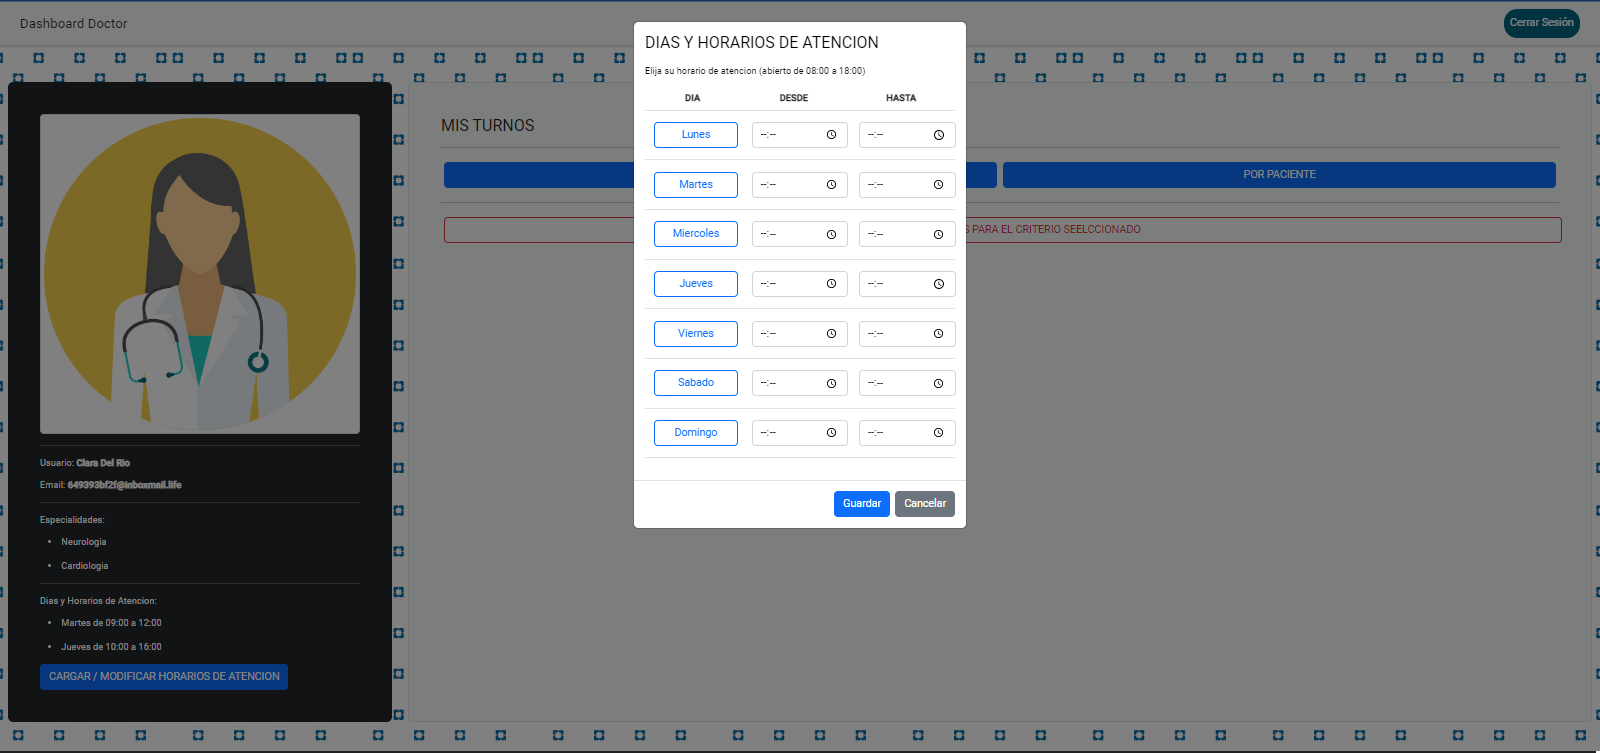 Dashboard Doctor
Cerrar Sesión
DIAS Y HORARIOS DE ATENCION
Elija su horario de atencion (abierto de 08:00 a 18:00)
DIA DESDE HASTA
Lunes --:-- --:--
Martes --:-- --:--
Miercoles --:-- --:--
Jueves --:-- --:--
Viernes --:-- --:--
Sabado --:-- --:--
Domingo --:-- --:--
Guardar Cancelar
MIS TURNOS
POR PACIENTE
PARA EL CRITERIO SEELCCIONADO
Usuario: Clara Del Rio
Email: 649393bf2f@inboxmail.life
Especialidades:
• Neurologia
• Cardiologia
Dias y Horarios de Atencion:
• Martes de 09:00 a 12:00
• Jueves de 10:00 a 16:00
CARGAR / MODIFICAR HORARIOS DE ATENCION